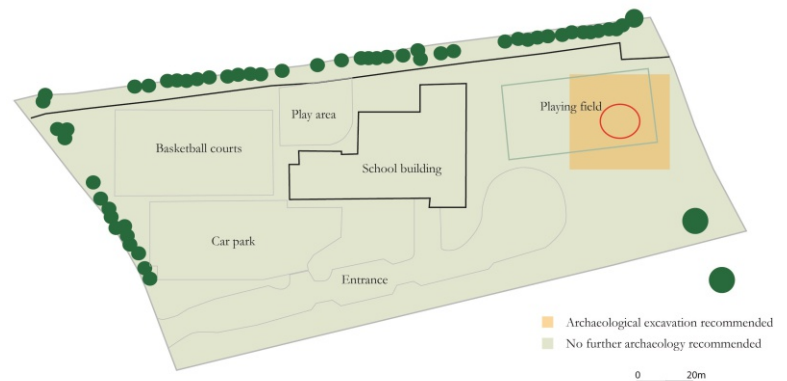 Play area
Playing field
Basketball courts
School building
Car park
Entrance
Archaeological excavation recommended
No further archaeology recommended
0 20m